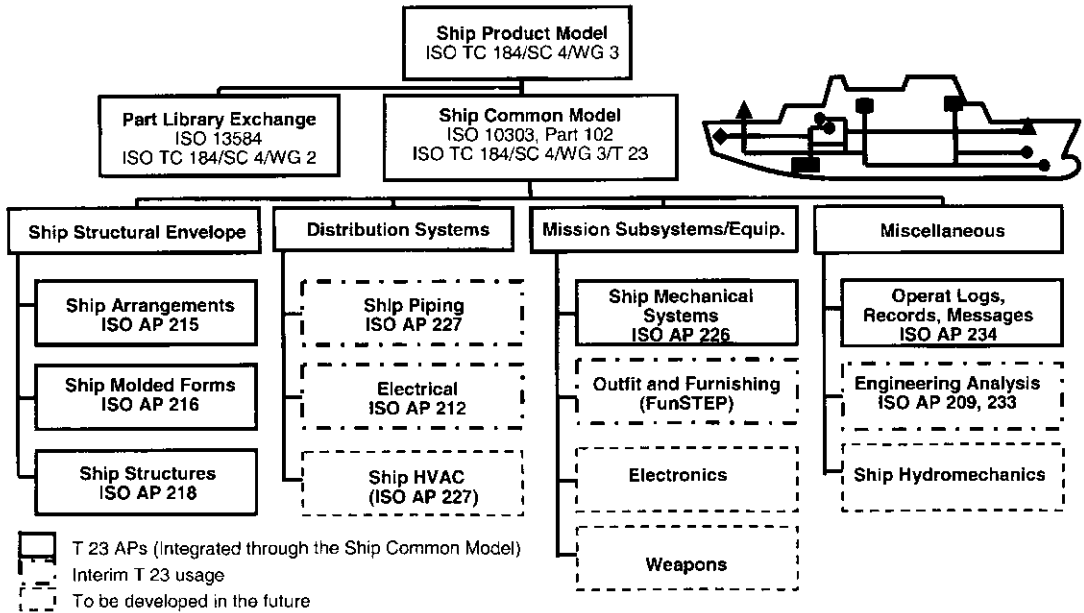 Ship Product Model
ISO TC 184/SC 4/WG 3
Part Library Exchange
ISO 13584
ISO TC 184/SC 4/WG 2
Ship Common Model
ISO 10303, Part 102
ISO TC 184/SC 4/WG 3/T 23
Ship Structural Envelope
Distribution Systems
Mission Subsystems/Equip.
Miscellaneous
Ship Arrangements
ISO AP 215
Ship Piping
ISO AP 227
Ship Mechanical
Systems
ISO AP 226
Operat Logs,
Records, Messages
ISO AP 234
Ship Molded Forms
ISO AP 216
Electrical
ISO AP 212
Outfit and Furnishing
(FunSTEP)
Engineering Analysis
ISO AP 209, 233
Ship Structures
ISO AP 218
Ship HVAC
(ISO AP 227)
Electronics
Ship Hydromechanics
Weapons
T 23 APs (Integrated through the Ship Common Model)
Interim T 23 usage
To be developed in the future